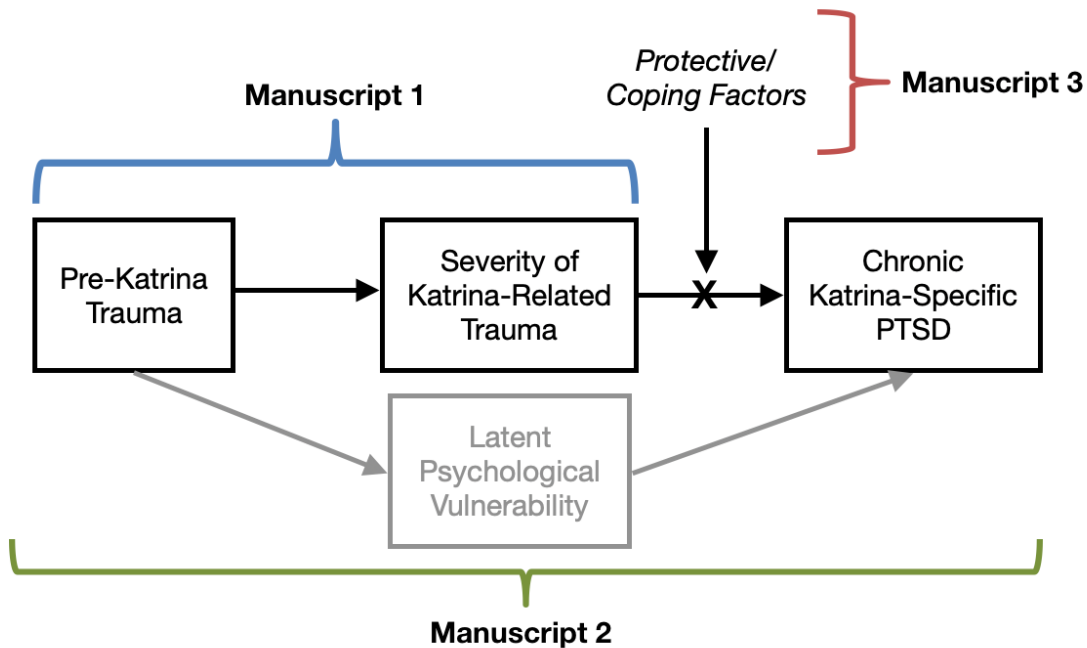 Protective/
Coping Factors
Manuscript 3
Manuscript 1
Pre-Katrina
Trauma
Severity of
Katrina-Related
Trauma
X
Chronic
Katrina-Specific
PTSD
Latent
Psychological
Vulnerability
Manuscript 2